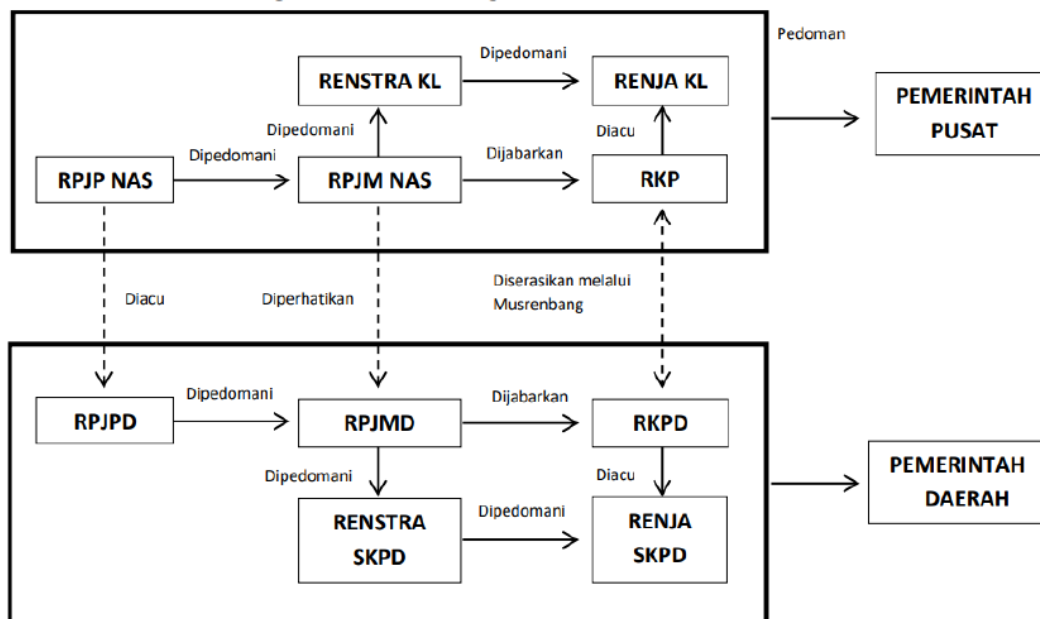 Pedoman
Dipedomani
RENSTRA KL
RENJA KL
PEMERINTAH
PUSAT
Dipedomani
Diacu
Dipedomani
Dijabarkan
RPJP NAS
RPJM NAS
RKP
Diacu
Diperhatikan
Diserasikan melalui
Musrenbang
Dipedomani
Dijabarkan
RPJPD
RPJMD
RKPD
PEMERINTAH
DAERAH
Dipedomani
Diacu
RENSTRA
SKPD
Dipedomani
RENJA
SKPD